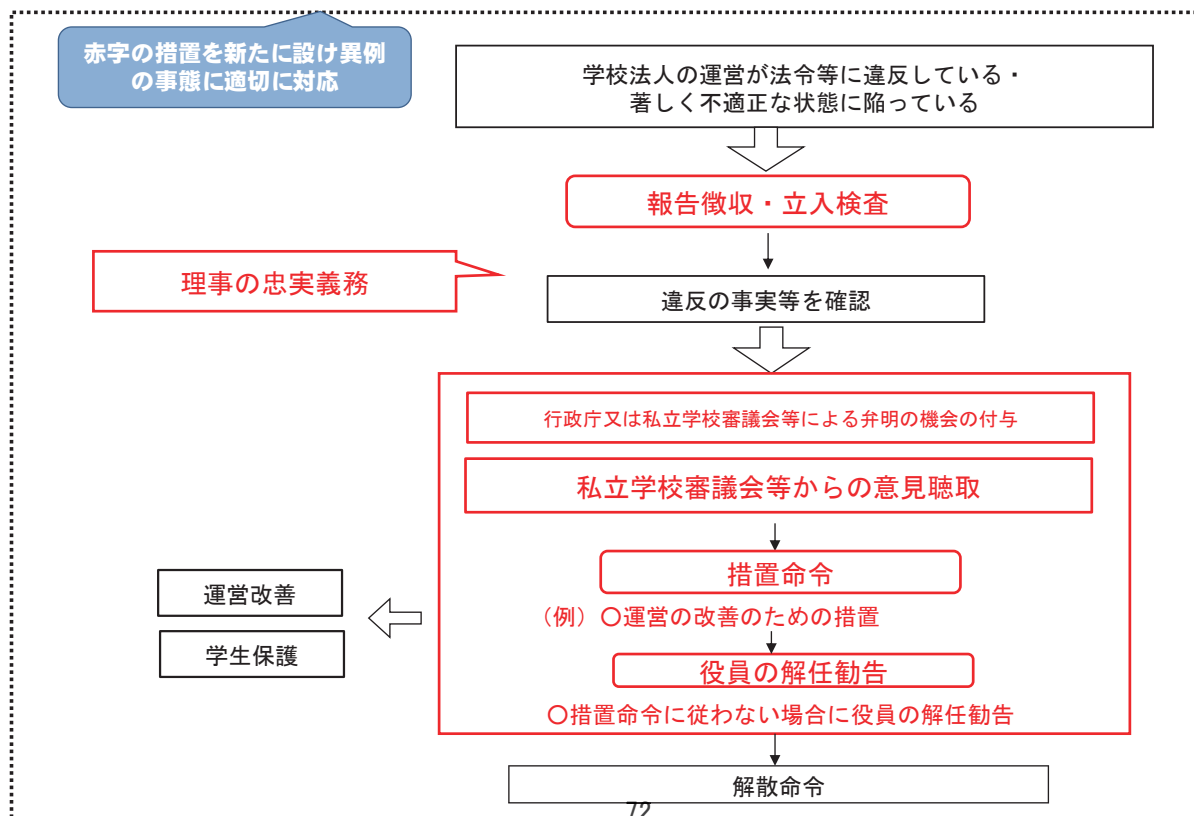 赤字の措置を新たに設け異例
の事態に適切に対応
学校法人の運営が法令等に違反している・
著しく不適正な状態に陥っている
報告徴収・立入検査
理事の忠実義務
違反の事実等を確認
行政庁又は私立学校審議会等による弁明の機会の付与
私立学校審議会等からの意見聴取
措置命令
（例）〇運営の改善のための措置
役員の解任勧告
〇措置命令に従わない場合に役員の解任勧告
運営改善
学生保護
解散命令
72